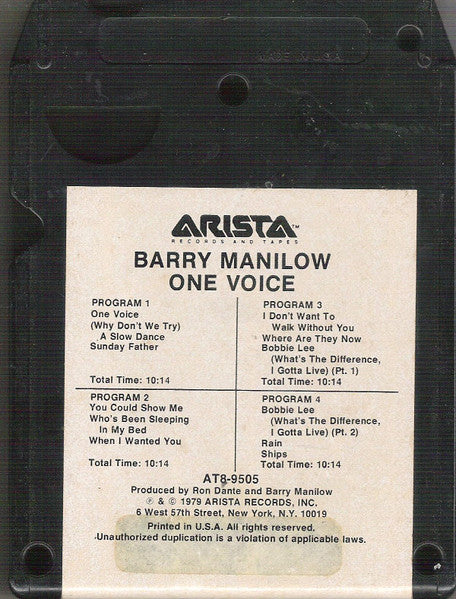 ARISTA™
RECORDS AND TAPES
BARRY MANILOW
ONE VOICE
PROGRAM 1
One Voice
(Why Don't We Try)
A Slow Dance
Sunday Father
Total Time: 10:14
PROGRAM 3
I Don't Want To
Walk Without You
Where Are They Now
Bobbie Lee
(What's The Difference,
I Gotta Live) (Pt. 1)
Total Time: 10:14
PROGRAM 2
You Could Show Me
Who's Been Sleeping
In My Bed
When I Wanted You
Total Time: 10:14
PROGRAM 4
Bobbie Lee
(What's The Difference,
I Gotta Live) (Pt. 2)
Rain
Ships
Total Time: 10:14
AT8-9505
Produced by Ron Dante and Barry Manilow
℗ & © 1979 ARISTA RECORDS, INC.
6 West 57th Street, New York, N.Y. 10019
Printed in U.S.A. All rights reserved.
Unauthorized duplication is a violation of applicable laws.